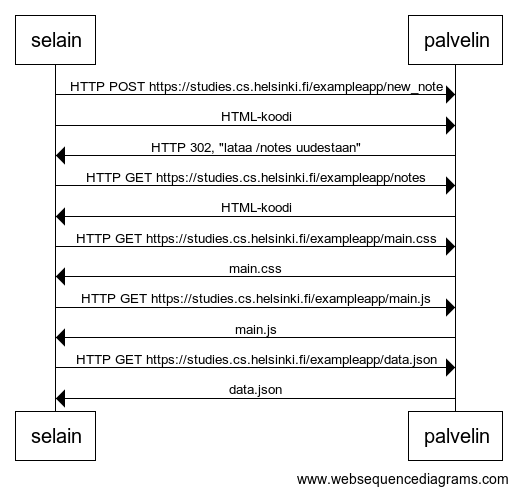 selain palvelin
HTTP POST https://studies.cs.helsinki.fi/exampleapp/new_note
HTML-koodi
HTTP 302, "lataa /notes uudestaan"
HTTP GET https://studies.cs.helsinki.fi/exampleapp/notes
HTML-koodi
HTTP GET https://studies.cs.helsinki.fi/exampleapp/main.css
main.css
HTTP GET https://studies.cs.helsinki.fi/exampleapp/main.js
main.js
HTTP GET https://studies.cs.helsinki.fi/exampleapp/data.json
data.json
selain palvelin
www.websequencediagrams.com